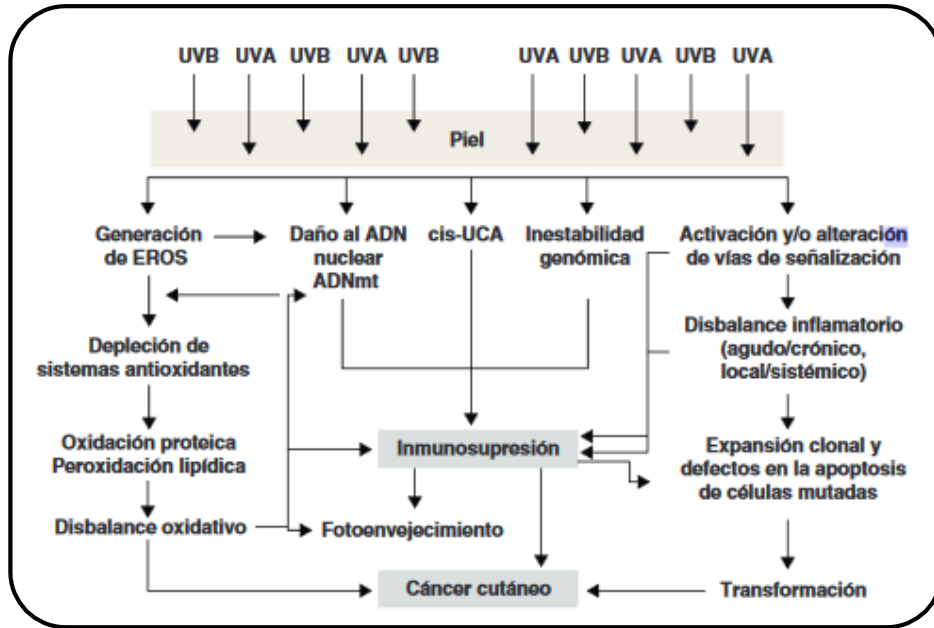 UVB UVA UVB UVA UVB UVA UVB UVA UVB UVA
Piel
Generación
de EROS
Daño al ADN
nuclear
ADNmt
cis-UCA
Inestabilidad
genómica
Activación y/o alteración
de vías de señalización
Depleción de
sistemas antioxidantes
Disbalance inflamatorio
(agudo/crónico,
local/sistémico)
Oxidación proteica
Peroxidación lipídica
Inmunosupresión
Expansión clonal y
defectos en la apoptosis
de células mutadas
Disbalance oxidativo
Fotoenvejecimiento
Cáncer cutáneo
Transformación